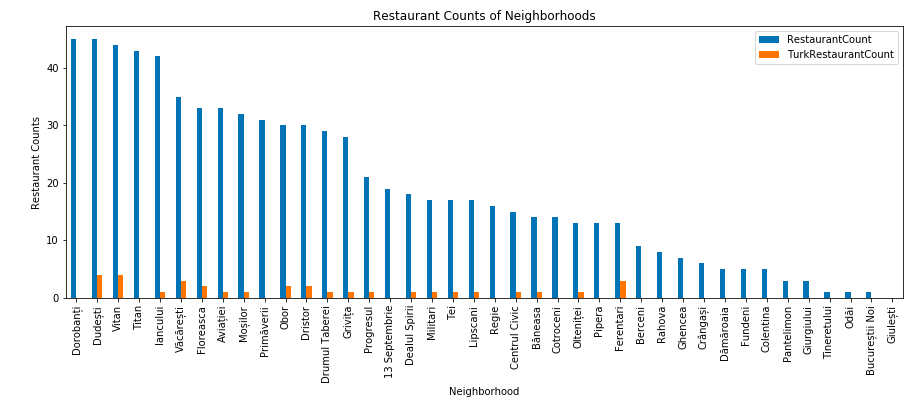 Restaurant Counts of Neighborhoods
RestaurantCount
TurkRestaurantCount
Restaurant Counts
40
30
20
10
0
Dorobanți
Dudești
Vitan
Titan
Iancului
Văcărești
Floreasca
Aviației
Moșilor
Primăverii
Obor
Dristor
Drumul Taberei
Grivița
Progresul
13 Septembrie
Dealul Spirii
Militari
Tei
Lipscani
Regie
Centrul Civic
Băneasa
Cotroceni
Olteniței
Pipera
Ferentari
Berceni
Rahova
Ghencea
Crângași
Dămăroaia
Fundeni
Colentina
Pantelimon
Giurgiului
Tineretului
Odăi
Bucureștii Noi
Giulești
Neighborhood